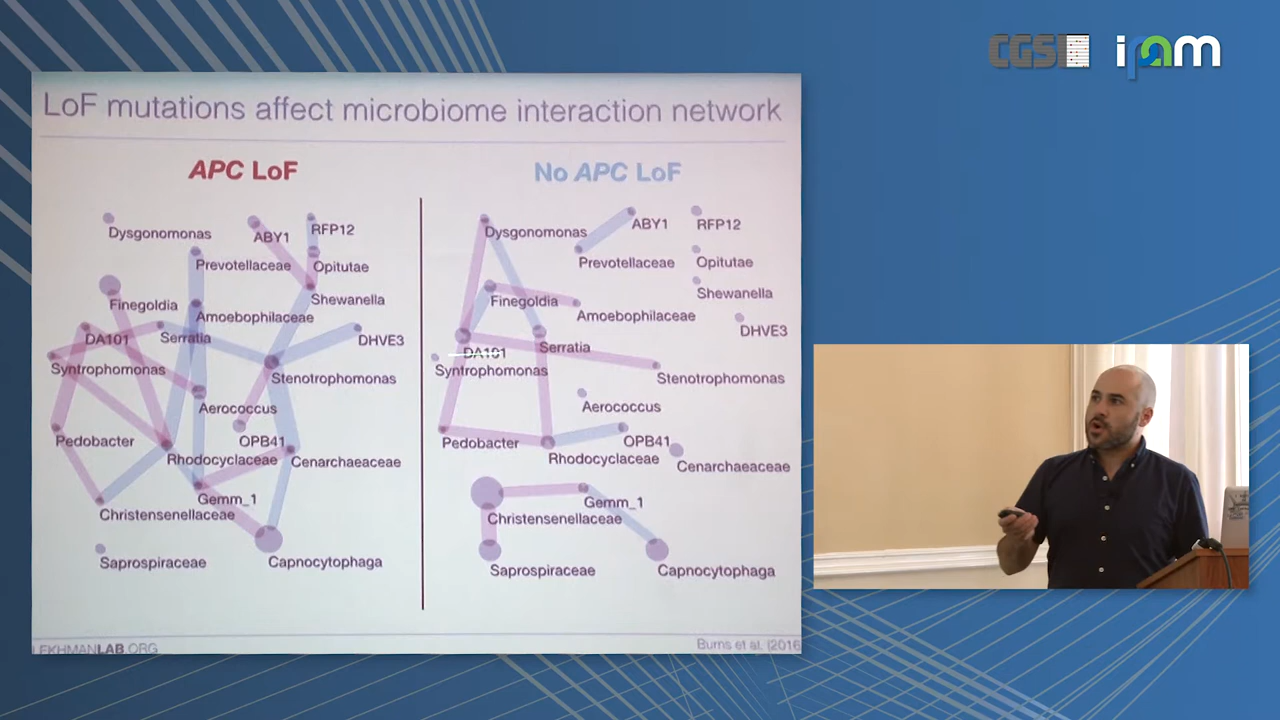 CGSI
ipam
LoF mutations affect microbiome interaction network
APC LoF
Dysgonomonas
ABY1
RFP12
Prevotellaceae
Opitutae
Finegoldia
Shewanella
Amoebophilaceae
DA101
Serratia
DHVE3
Syntrophomonas
Stenotrophomonas
Aerococcus
Pedobacter
OPB41
Rhodocyclaceae
Cenarchaeaceae
Gemm_1
Christensenellaceae
Saprospiraceae
Capnocytophaga
No APC LoF
Dysgonomonas
ABY1
RFP12
Prevotellaceae
Opitutae
Finegoldia
Shewanella
Amoebophilaceae
DHVE3
DA101
Serratia
Syntrophomonas
Stenotrophomonas
Aerococcus
Pedobacter
OPB41
Rhodocyclaceae
Cenarchaeaceae
Gemm_1
Christensenellaceae
Saprospiraceae
Capnocytophaga
LEKHMANLAB.ORG
Burns et al. (2016